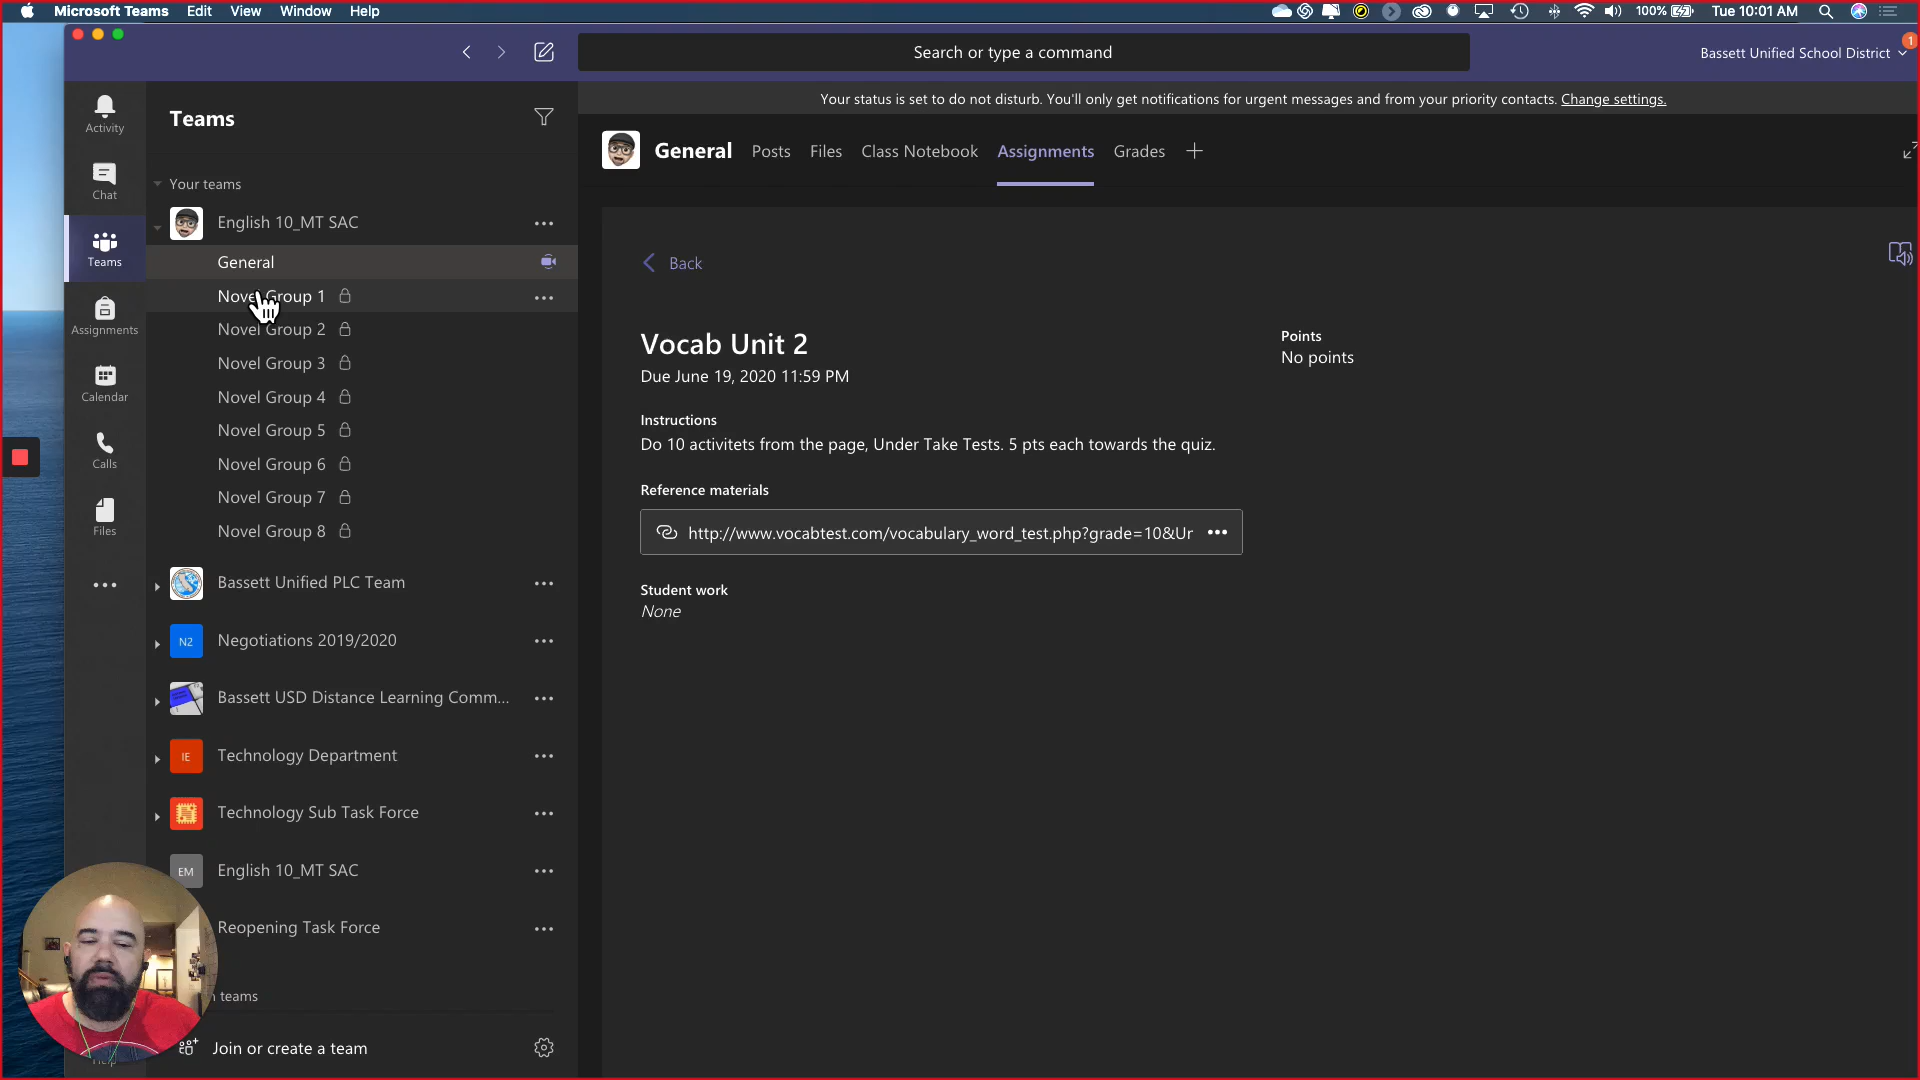 Microsoft Teams Edit View Window Help
100% Tue 10:01 AM
Search or type a command
Bassett Unified School District
1
Your status is set to do not disturb. You'll only get notifications for urgent messages and from your priority contacts. Change settings.
Activity
Chat
Teams
Assignments
Calendar
Calls
Files
Help
Teams
Your teams
English 10_MT SAC
General
Novel Group 1
Novel Group 2
Novel Group 3
Novel Group 4
Novel Group 5
Novel Group 6
Novel Group 7
Novel Group 8
Bassett Unified PLC Team
N2 Negotiations 2019/2020
Bassett USD Distance Learning Comm...
IE Technology Department
Technology Sub Task Force
EM English 10_MT SAC
Reopening Task Force
teams
Join or create a team
General Posts Files Class Notebook Assignments Grades
Back
Vocab Unit 2
Due June 19, 2020 11:59 PM
Points
No points
Instructions
Do 10 activitets from the page, Under Take Tests. 5 pts each towards the quiz.
Reference materials
http://www.vocabtest.com/vocabulary_word_test.php?grade=10&Ur
Student work
None